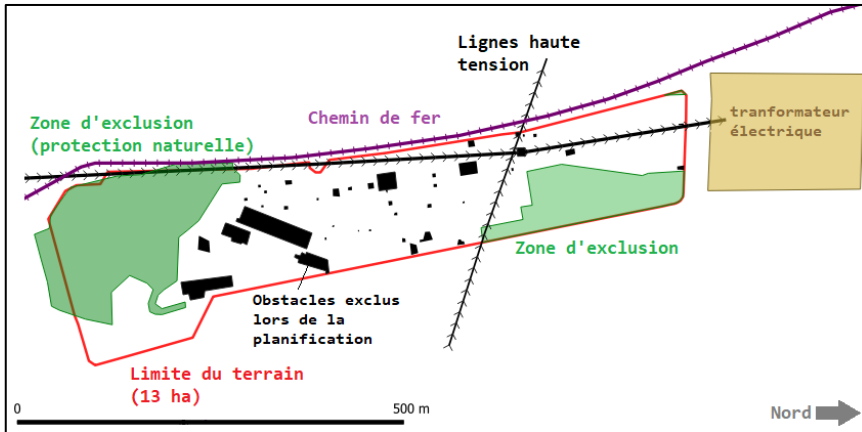 Lignes haute
tension
Chemin de fer
tranformateur
électrique
Zone d'exclusion
(protection naturelle)
Zone d'exclusion
Obstacles exclus
lors de la
planification
Limite du terrain
(13 ha)
0
500 m
Nord